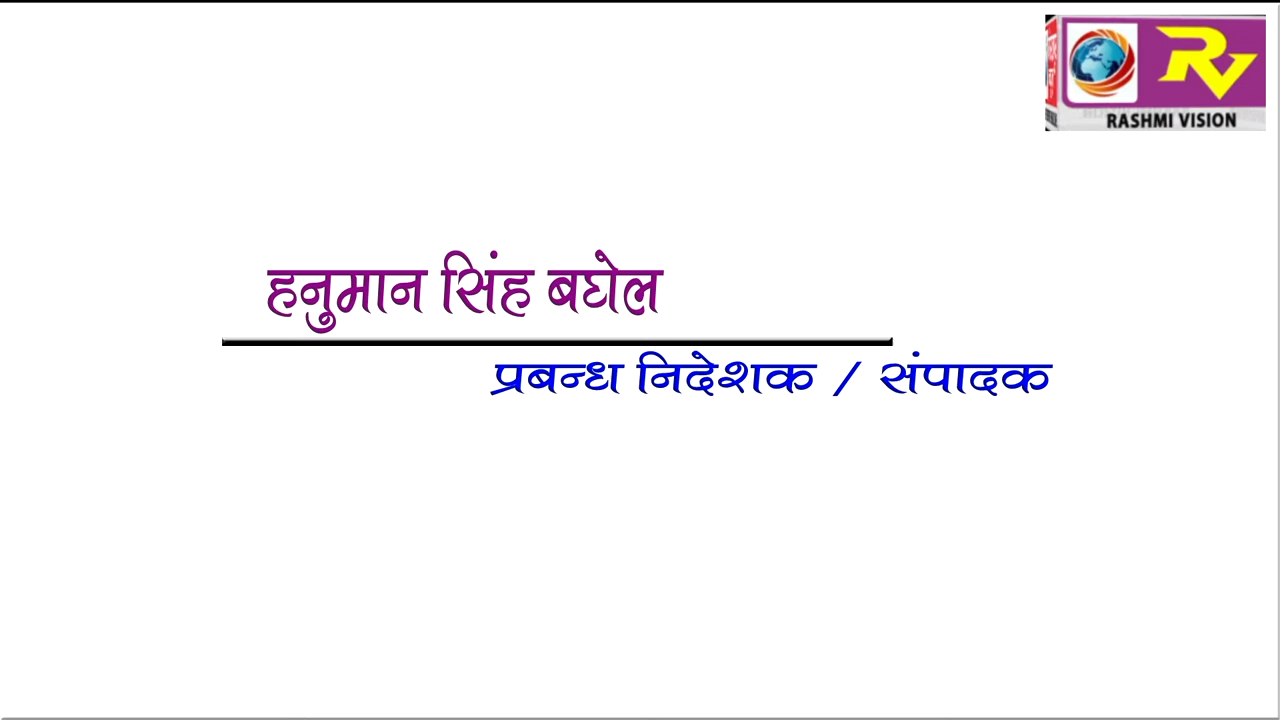 RV
RASHMI VISION
हनुमान सिंह बघेल
प्रबन्ध निदेशक / संपादक